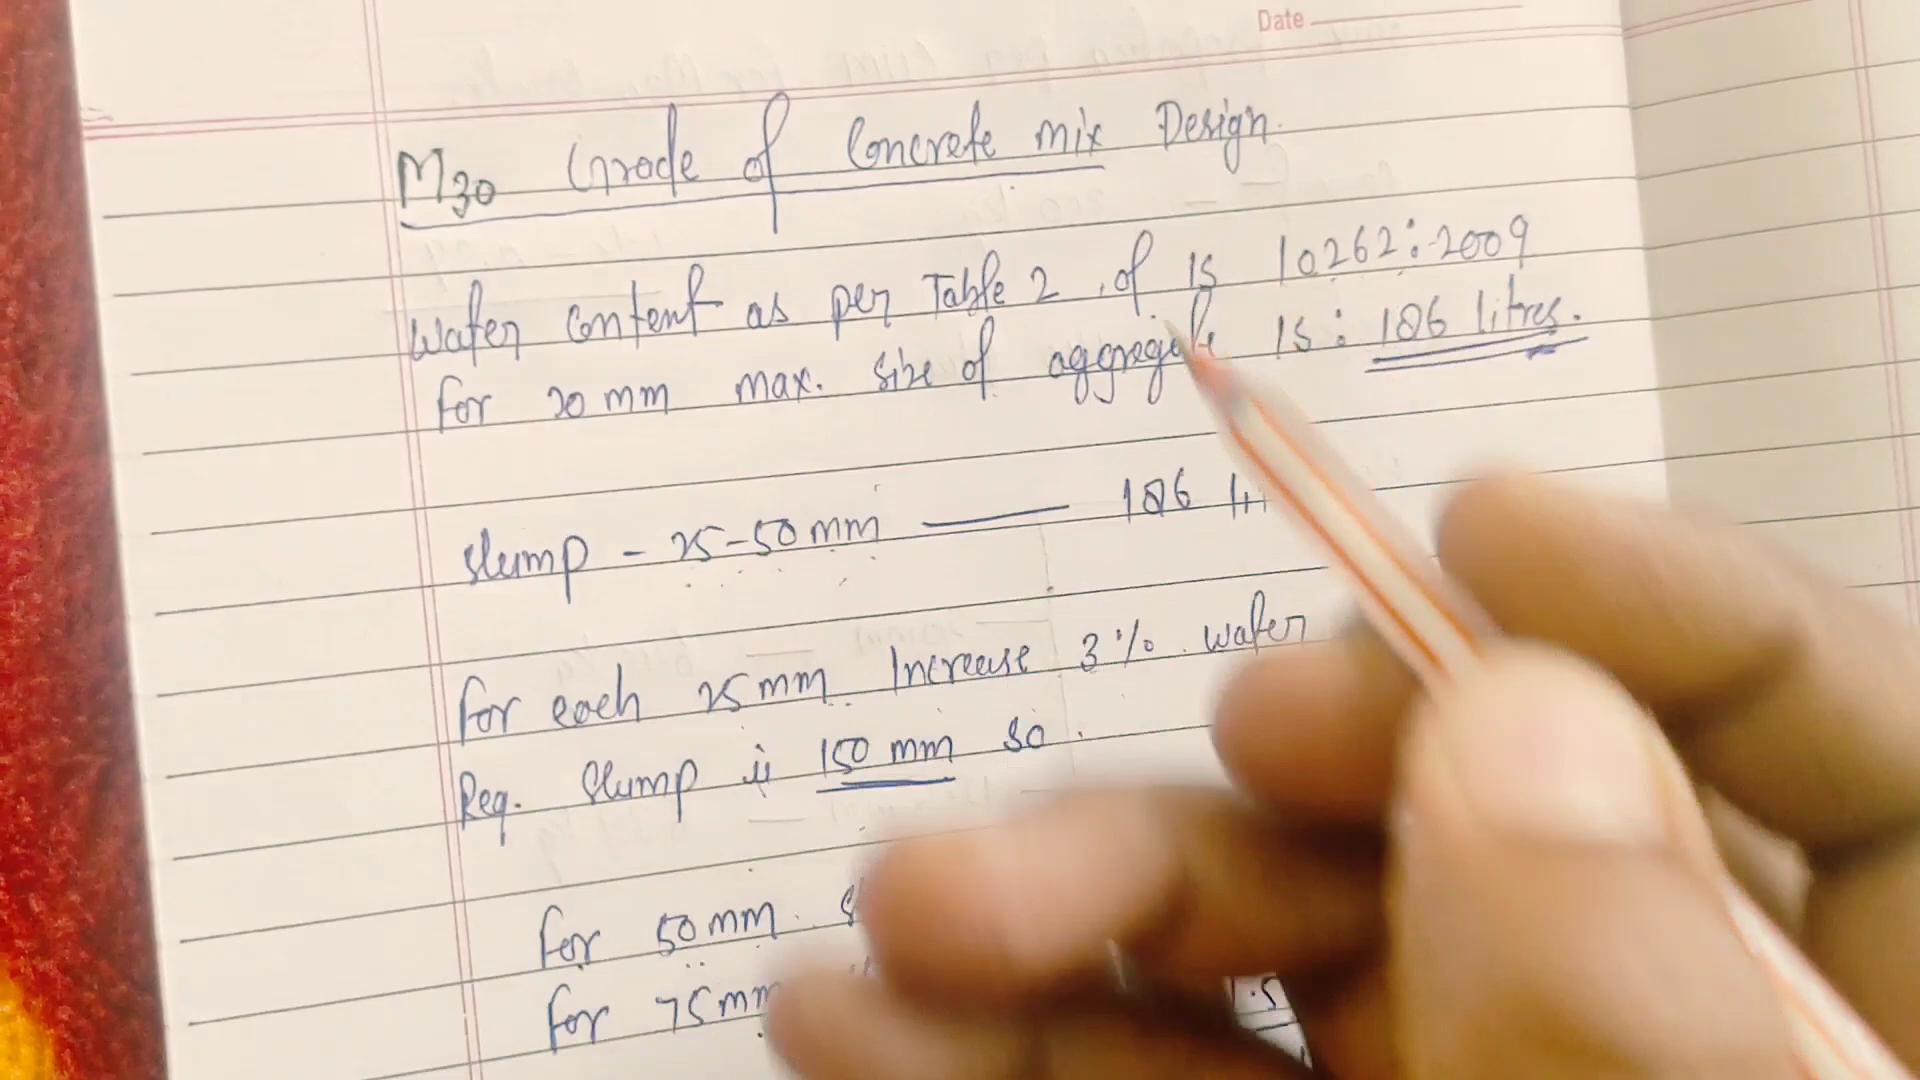 Date
M30 Grade of Concrete mix Design.
Water Content as per Table 2 of IS 10262:2009
for 20 mm max. size of aggregate is: 186 litres.
Slump - 25-50 mm — 186
for each 25 mm Increase 3% water
Req. Slump is 150 mm so
for 50 mm
for 75 mm